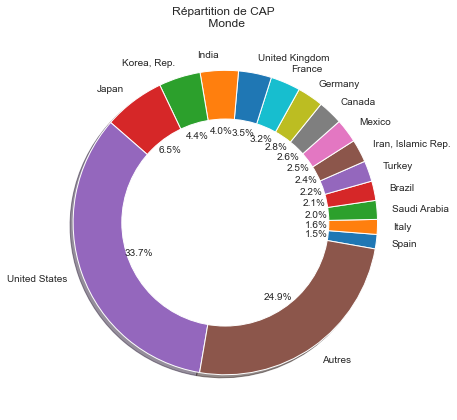 Répartition de CAP
Monde
India
United Kingdom
Korea, Rep.
France
Germany
Japan
Canada
Mexico
Iran, Islamic Rep.
Turkey
Brazil
Saudi Arabia
Italy
Spain
United States
Autres
4.0%
3.5%
4.4%
3.2%
6.5%
2.8%
2.6%
2.5%
2.4%
2.2%
2.1%
2.0%
1.6%
1.5%
33.7%
24.9%